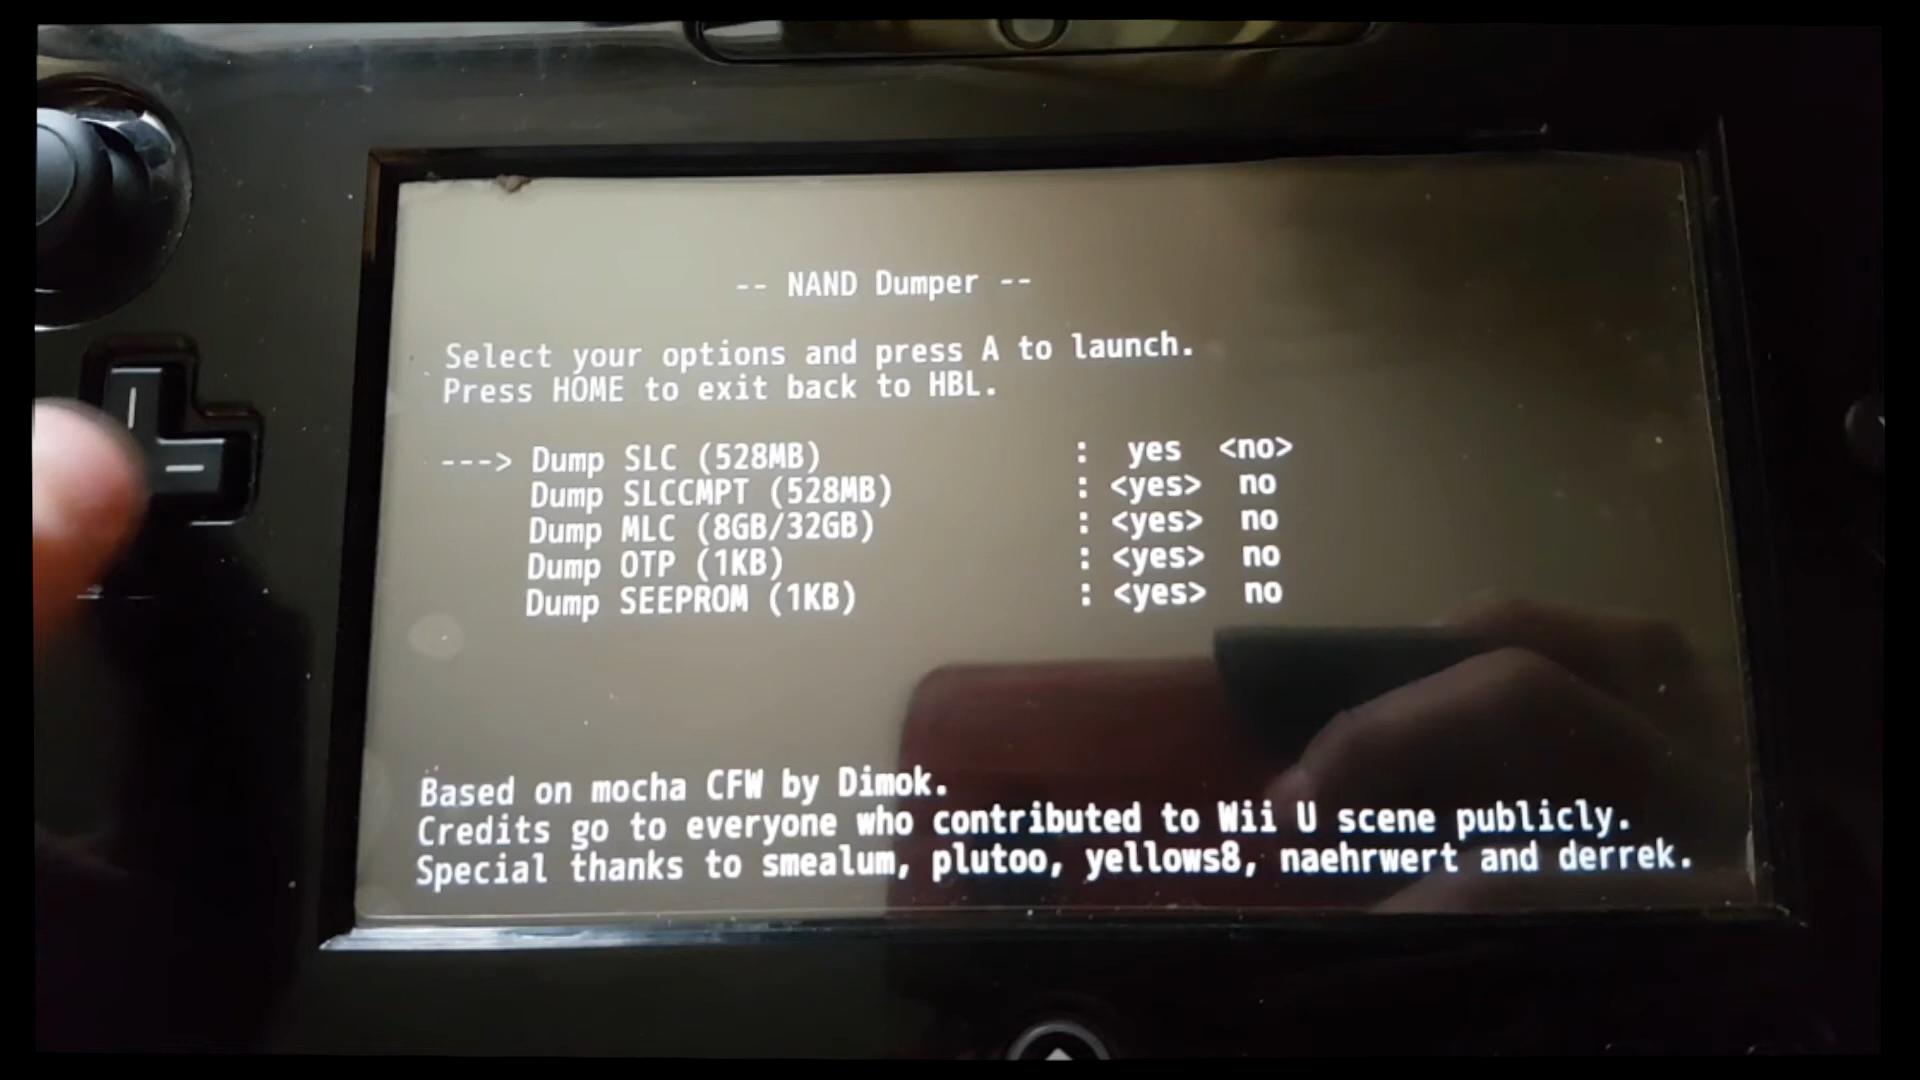 -- NAND Dumper --
Select your options and press A to launch.
Press HOME to exit back to HBL.
---> Dump SLC (528MB) : yes <no>
Dump SLCCMPT (528MB) : <yes> no
Dump MLC (8GB/32GB) : <yes> no
Dump OTP (1KB) : <yes> no
Dump SEEPROM (1KB) : <yes> no
Based on mocha CFW by Dimok.
Credits go to everyone who contributed to Wii U scene publicly.
Special thanks to smealum, plutoo, yellows8, naehrwert and derrek.